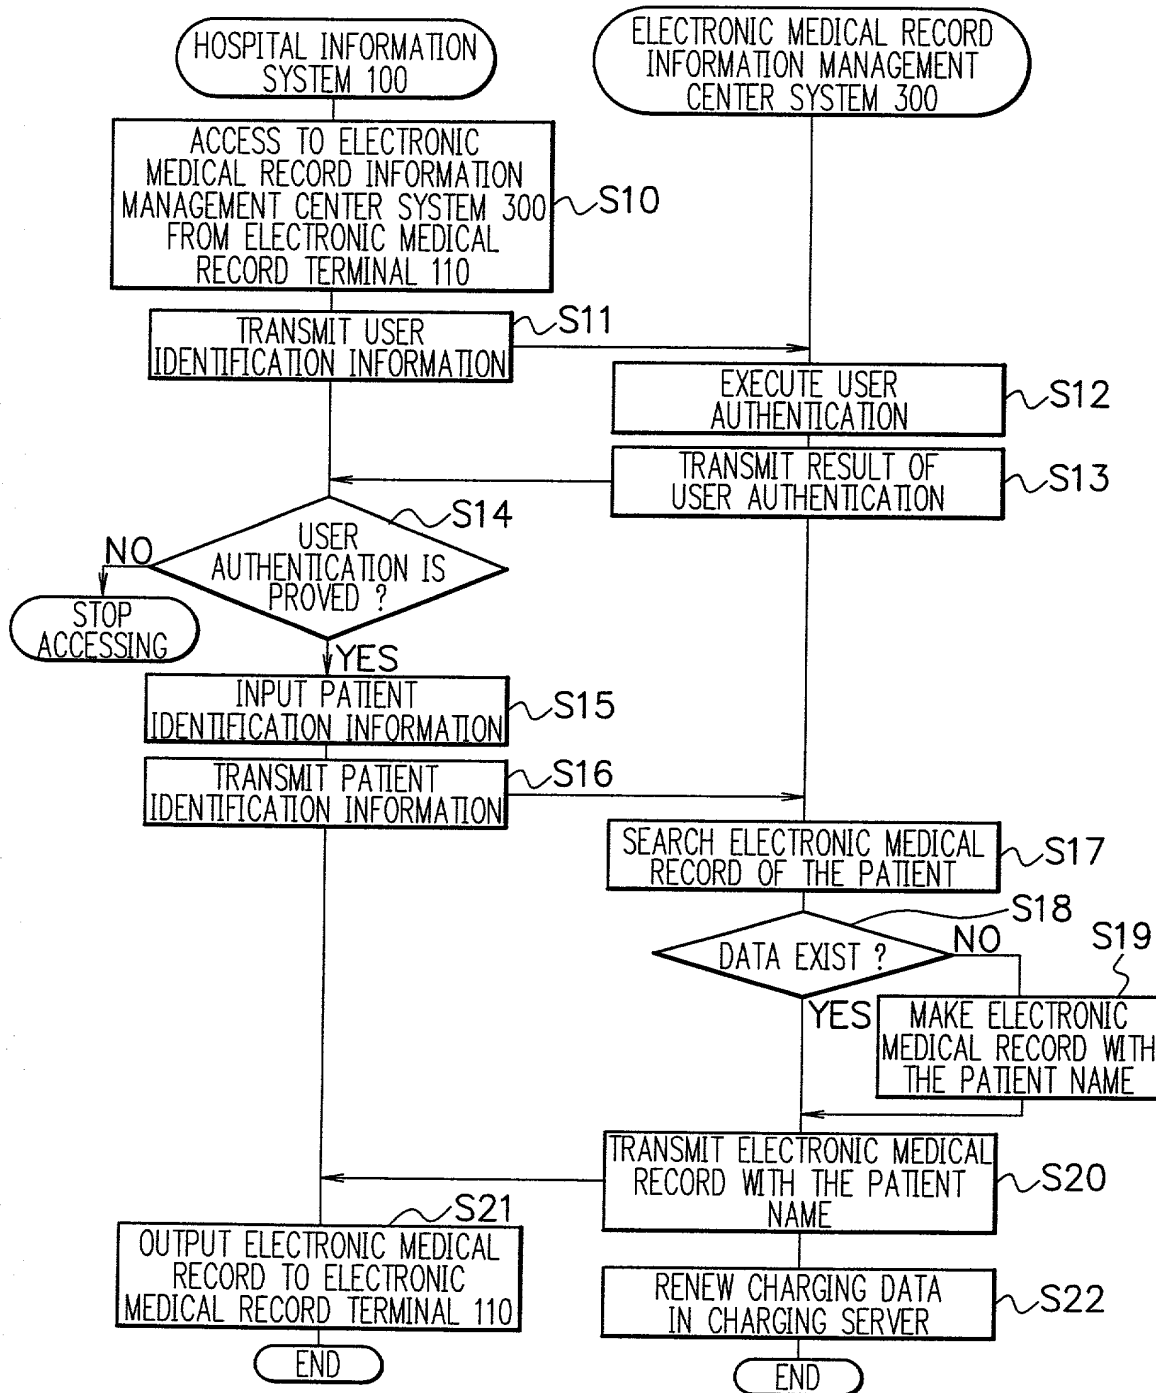 HOSPITAL INFORMATION
SYSTEM 100
ELECTRONIC MEDICAL RECORD
INFORMATION MANAGEMENT
CENTER SYSTEM 300
ACCESS TO ELECTRONIC
MEDICAL RECORD INFORMATION
MANAGEMENT CENTER SYSTEM 300
FROM ELECTRONIC MEDICAL
RECORD TERMINAL 110
S10
TRANSMIT USER
IDENTIFICATION INFORMATION
S11
EXECUTE USER
AUTHENTICATION
S12
TRANSMIT RESULT OF
USER AUTHENTICATION
S13
S14
USER
AUTHENTICATION IS
PROVED ?
NO
STOP
ACCESSING
YES
INPUT PATIENT
IDENTIFICATION INFORMATION
S15
TRANSMIT PATIENT
IDENTIFICATION INFORMATION
S16
SEARCH ELECTRONIC MEDICAL
RECORD OF THE PATIENT
S17
S18
DATA EXIST ?
NO
S19
YES
MAKE ELECTRONIC
MEDICAL RECORD WITH
THE PATIENT NAME
TRANSMIT ELECTRONIC MEDICAL
RECORD WITH THE PATIENT
NAME
S20
S21
OUTPUT ELECTRONIC MEDICAL
RECORD TO ELECTRONIC
MEDICAL RECORD TERMINAL 110
RENEW CHARGING DATA
IN CHARGING SERVER
S22
END
END